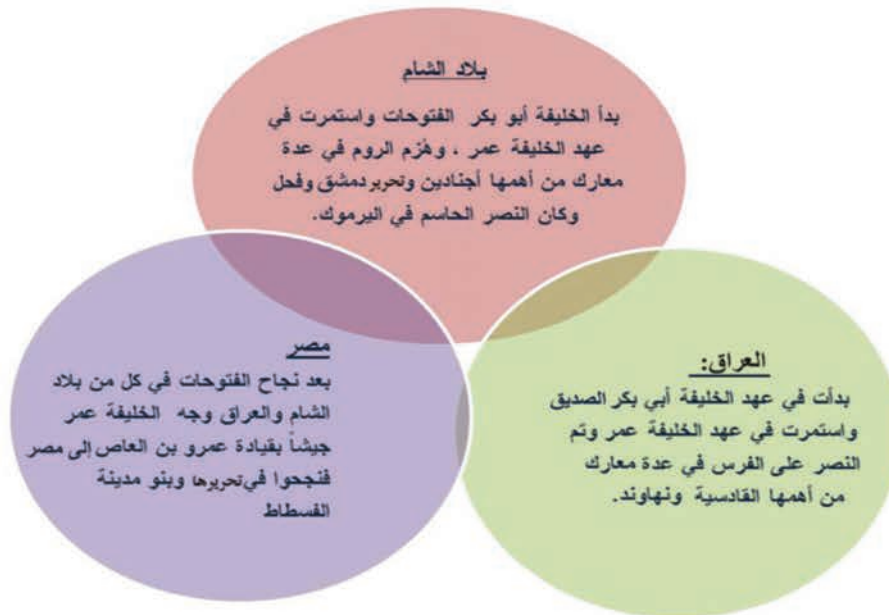 بلاد الشام
بدأ الخليفة أبو بكر الفتوحات واستمرت في
عهد الخليفة عمر ، وهُزم الروم في عدة
معارك من أهمها أجنادين وتحرير دمشق وفحل
وكان النصر الحاسم في اليرموك.
العراق:
بدأت في عهد الخليفة أبي بكر الصديق
واستمرت في عهد الخليفة عمر وتم
النصر على الفرس في عدة معارك
من أهمها القادسية ونهاوند.
مصر
بعد نجاح الفتوحات في كل من بلاد
الشام والعراق وجه الخليفة عمر
جيشاً بقيادة عمرو بن العاص إلى مصر
فنجحوا في تحريرها وبنو مدينة
الفسطاط